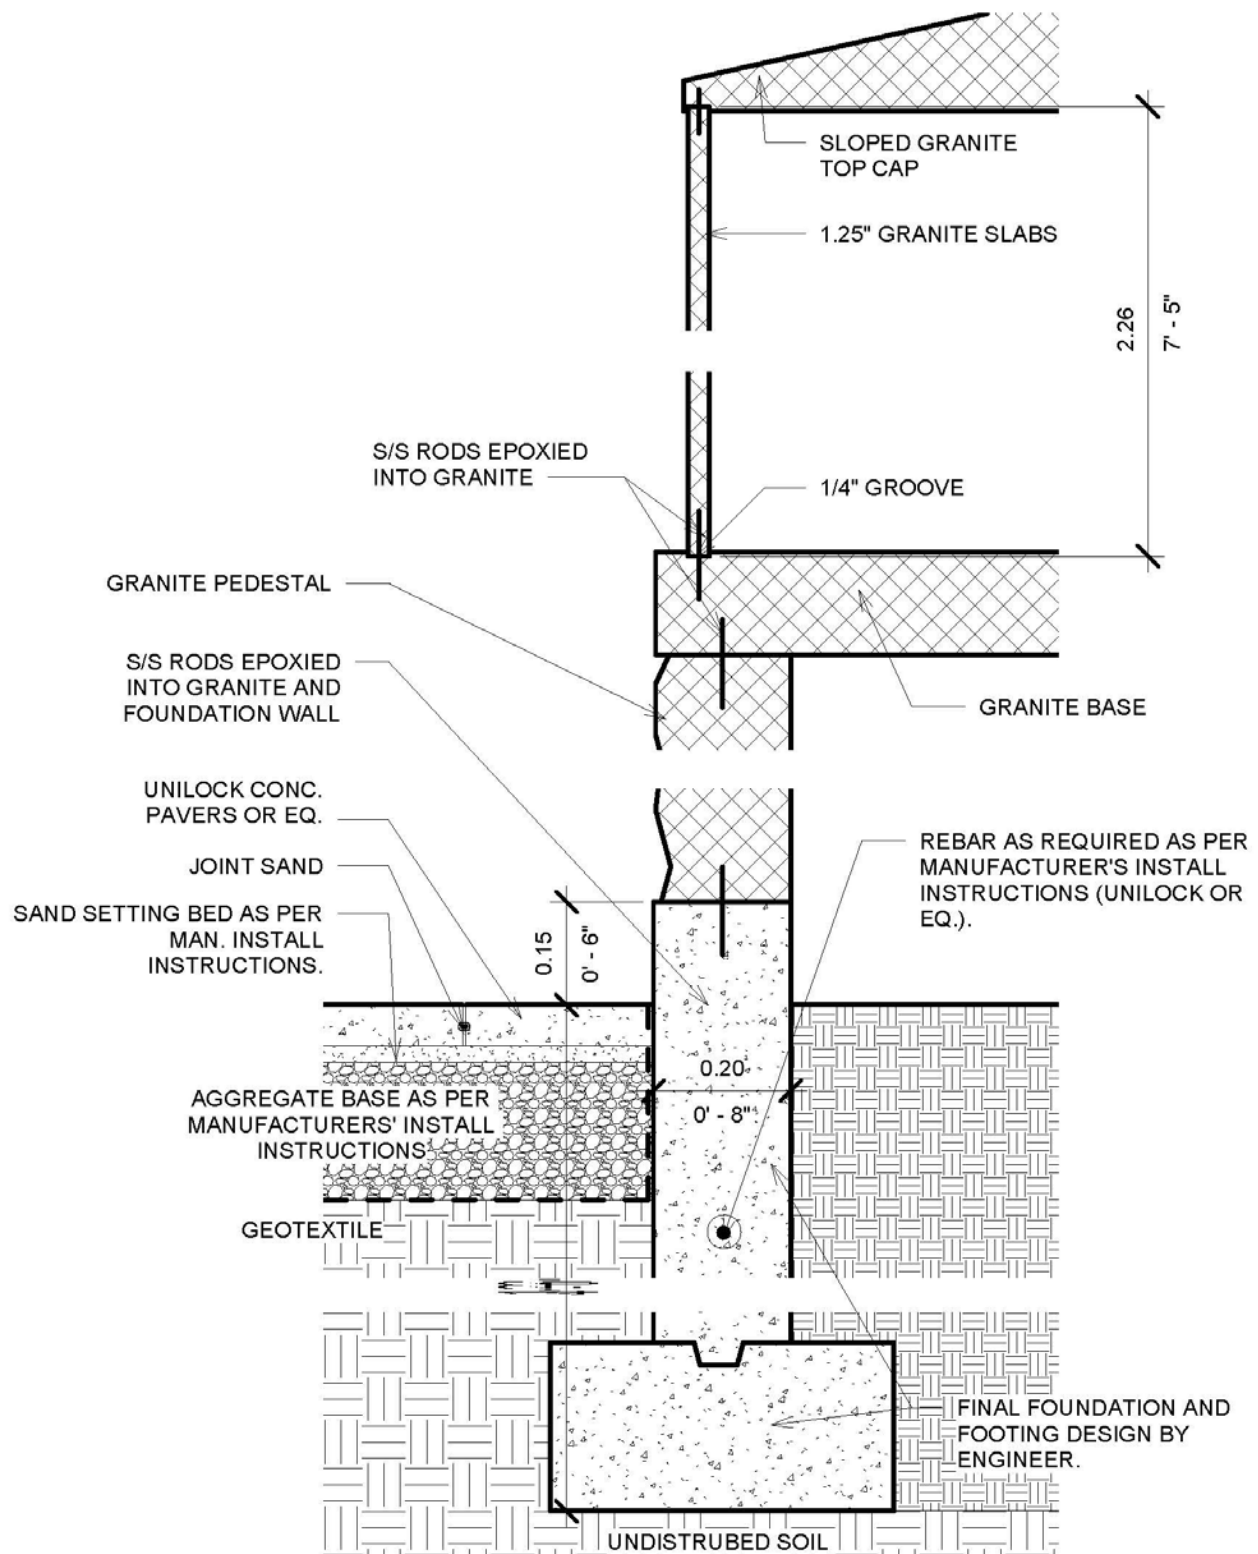 SLOPED GRANITE
TOP CAP
1.25" GRANITE SLABS
2.26
7' - 5"
S/S RODS EPOXIED
INTO GRANITE
1/4" GROOVE
GRANITE PEDESTAL
S/S RODS EPOXIED
INTO GRANITE AND
FOUNDATION WALL
GRANITE BASE
UNILOCK CONC.
PAVERS OR EQ.
JOINT SAND
SAND SETTING BED AS PER
MAN. INSTALL
INSTRUCTIONS.
REBAR AS REQUIRED AS PER
MANUFACTURER'S INSTALL
INSTRUCTIONS (UNILOCK OR
EQ.).
0.15
0' - 6"
0.20
0' - 8"
AGGREGATE BASE AS PER
MANUFACTURERS' INSTALL
INSTRUCTIONS
GEOTEXTILE
FINAL FOUNDATION AND
FOOTING DESIGN BY
ENGINEER.
UNDISTRUBED SOIL